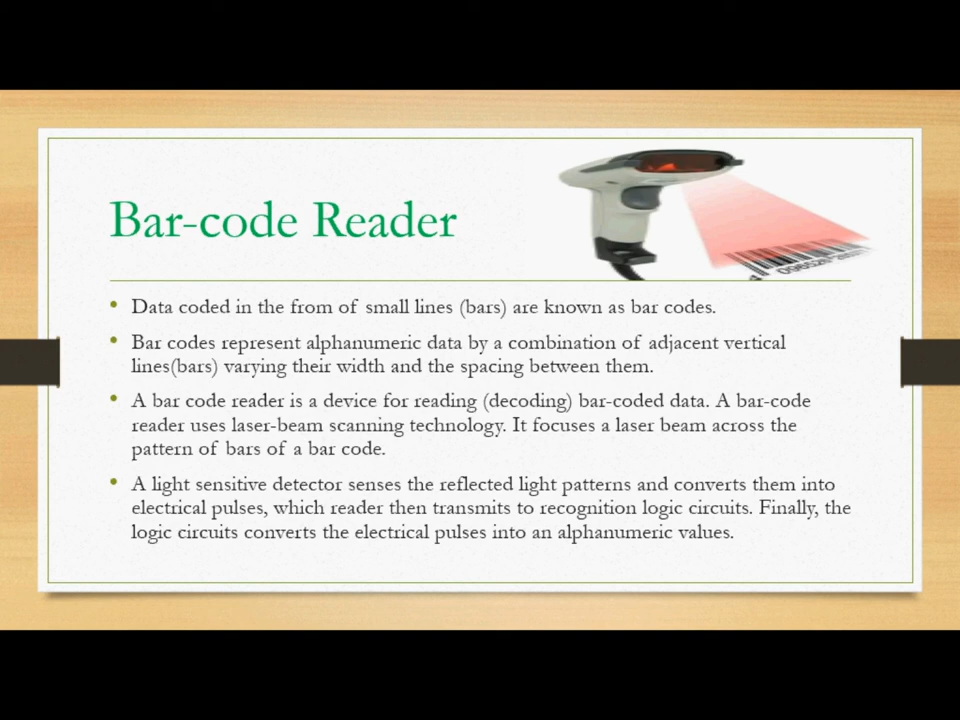 Bar-code Reader
• Data coded in the from of small lines (bars) are known as bar codes.
• Bar codes represent alphanumeric data by a combination of adjacent vertical
lines(bars) varying their width and the spacing between them.
• A bar code reader is a device for reading (decoding) bar-coded data. A bar-code
reader uses laser-beam scanning technology. It focuses a laser beam across the
pattern of bars of a bar code.
• A light sensitive detector senses the reflected light patterns and converts them into
electrical pulses, which reader then transmits to recognition logic circuits. Finally, the
logic circuits converts the electrical pulses into an alphanumeric values.